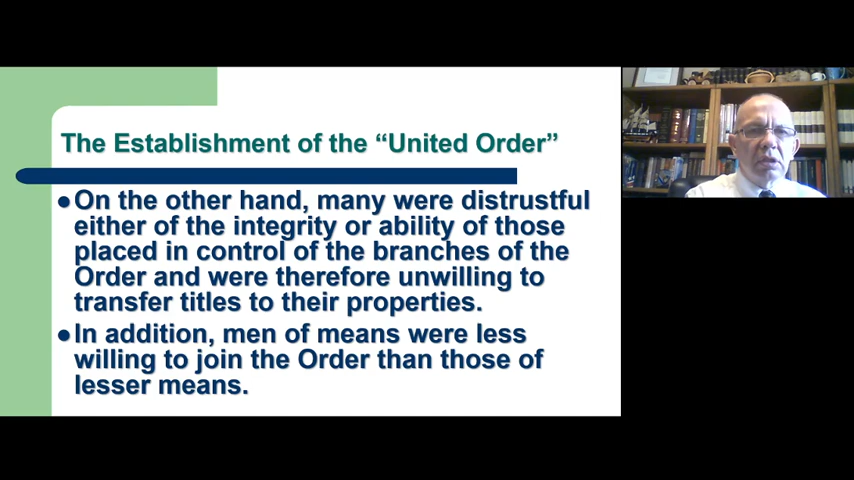 The Establishment of the “United Order”
● On the other hand, many were distrustful
either of the integrity or ability of those
placed in control of the branches of the
Order and were therefore unwilling to
transfer titles to their properties.
● In addition, men of means were less
willing to join the Order than those of
lesser means.